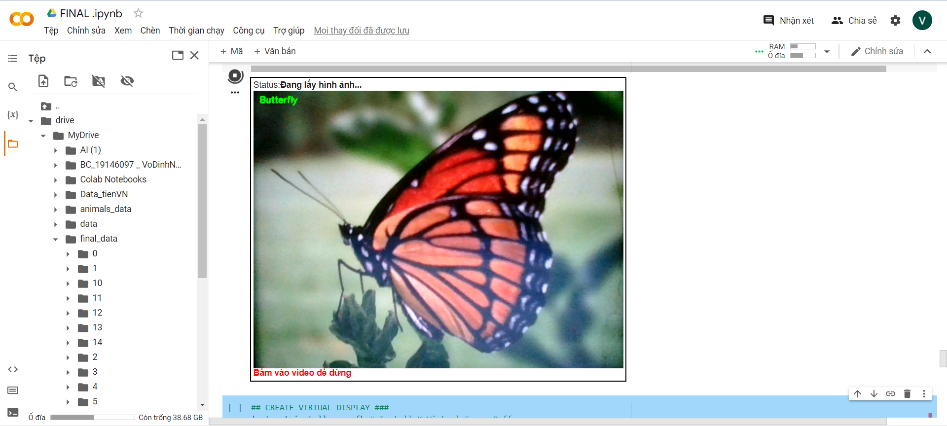 FINAL .ipynb
Tệp Chỉnh sửa Xem Chèn Thời gian chạy Công cụ Trợ giúp Mọi thay đổi đã được lưu
Nhận xét Chia sẻ V
Tệp
+ Mã + Văn bản
RAM
Ổ đĩa
Chỉnh sửa
{x}
..
drive
MyDrive
AI (1)
BC_19146097 _ VoDinhN...
Colab Notebooks
Data_tienVN
animals_data
data
final_data
0
1
10
11
12
13
14
2
3
4
5
Ổ đĩa Còn trống 38.68 GB
Status:Đang lấy hình ảnh...
Butterfly
Bấm vào video để dừng
[ ] ## CREATE VIRTUAL DISPLAY ###